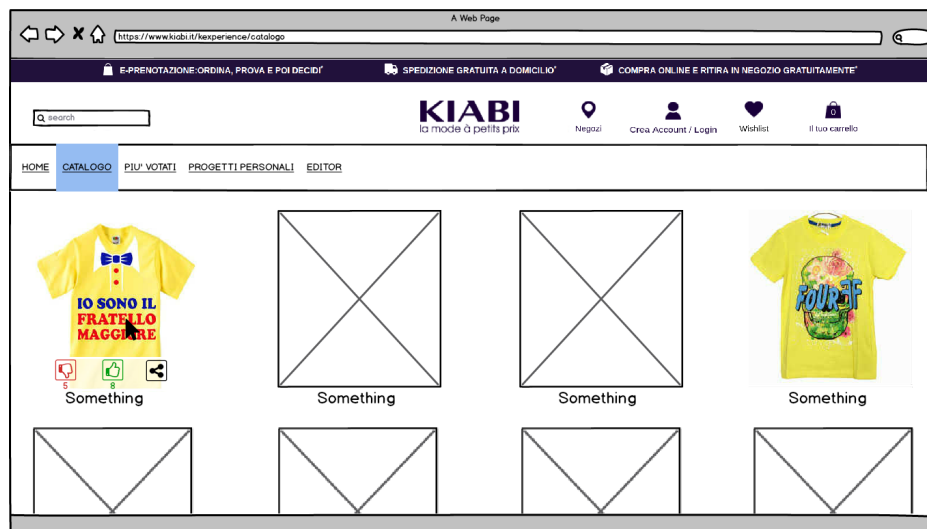 A Web Page
https://www.kiabi.it/kexperience/catalogo
E-PRENOTAZIONE:ORDINA, PROVA E POI DECIDI*
SPEDIZIONE GRATUITA A DOMICILIO*
COMPRA ONLINE E RITIRA IN NEGOZIO GRATUITAMENTE*
search
KIABI
la mode à petits prix
Negozi
Crea Account / Login
Wishlist
0
Il tuo carrello
HOME CATALOGO PIU' VOTATI PROGETTI PERSONALI EDITOR
IO SONO IL
FRATELLO
MAGGIORE
5 8
FOUR FF
Something Something Something Something